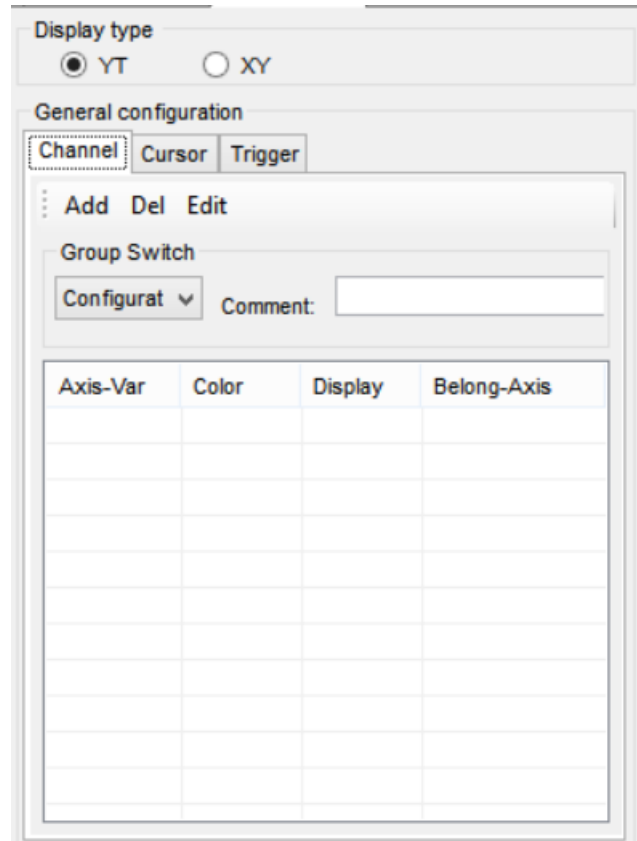 Display type
YT XY
General configuration
Channel Cursor Trigger
Add Del Edit
Group Switch
Configurat Comment:
Axis-Var Color Display Belong-Axis